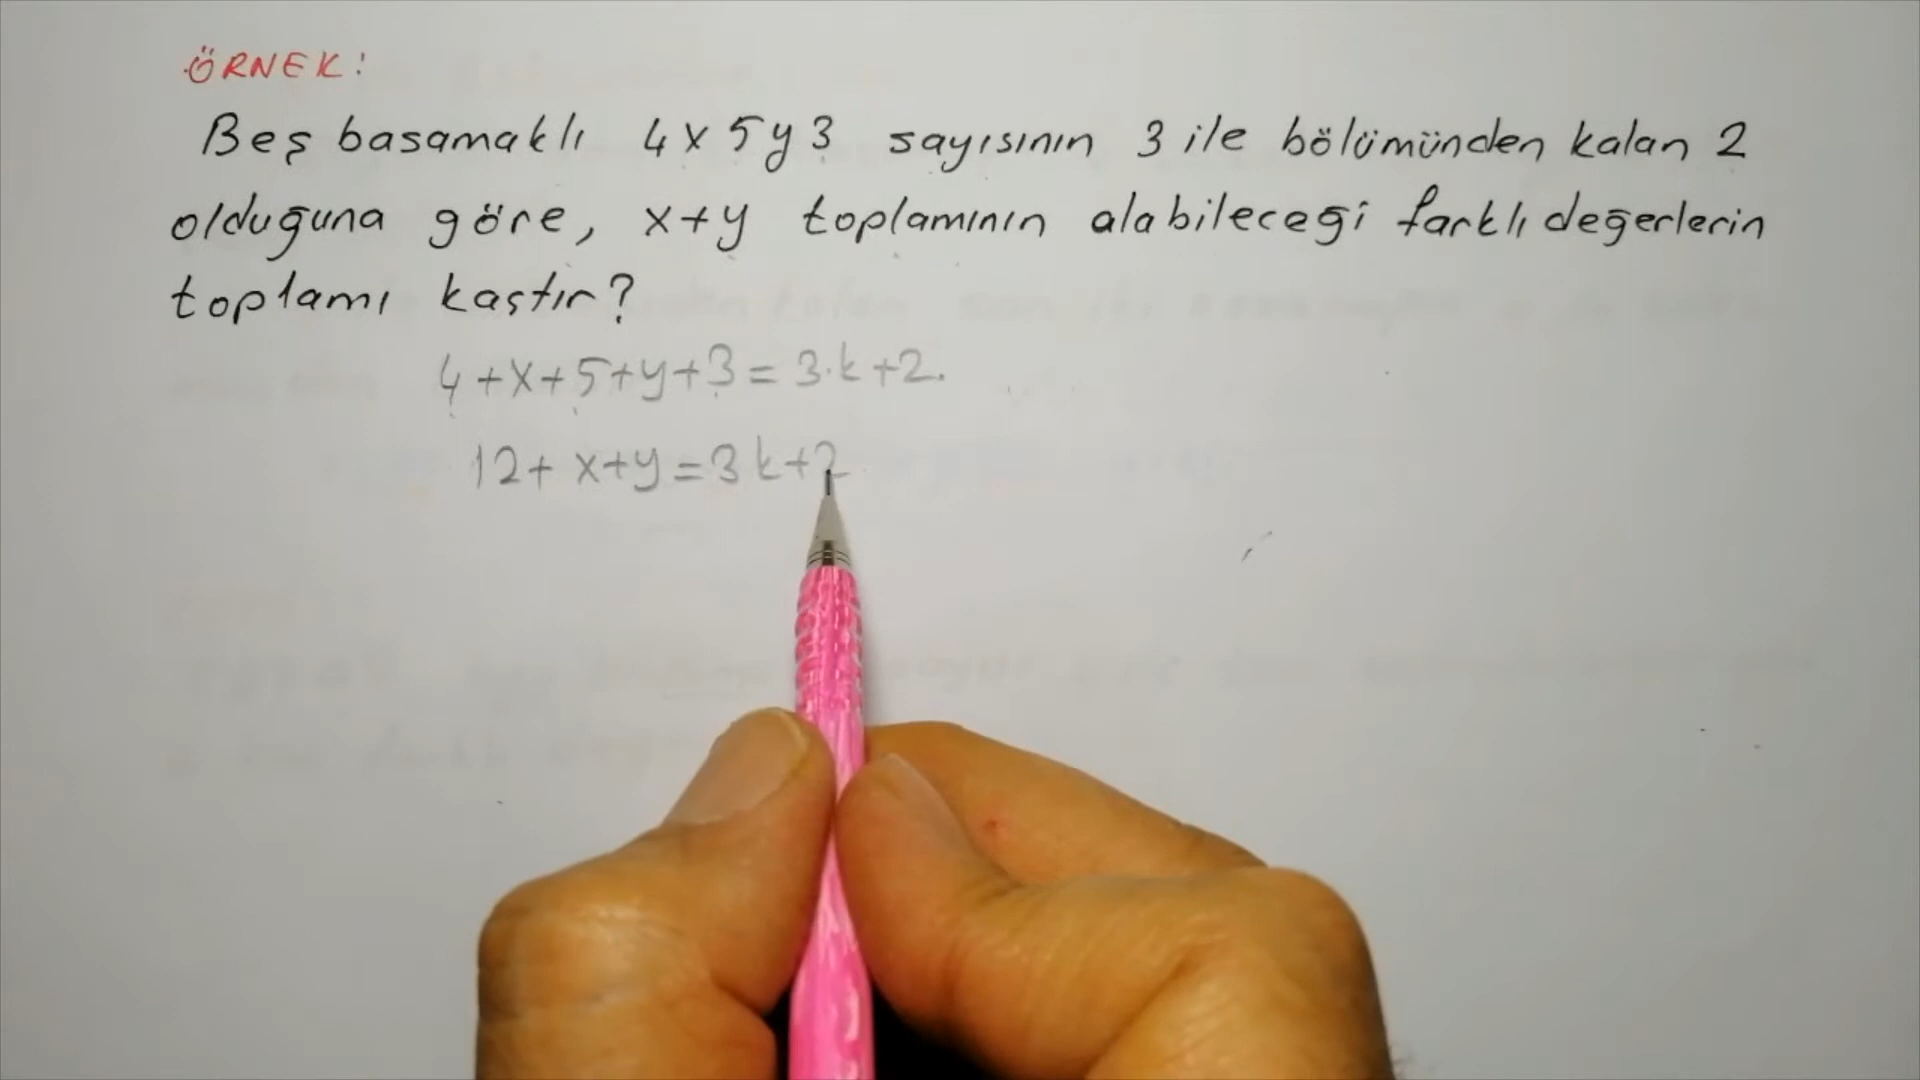 ÖRNEK:
Beş basamaklı 4x5y3 sayısının 3 ile bölümünden kalan 2
olduğuna göre, x+y toplamının alabileceği farklı değerlerin
toplamı kaçtır?
4+x+5+y+3=3.k+2.
12+x+y=3k+2